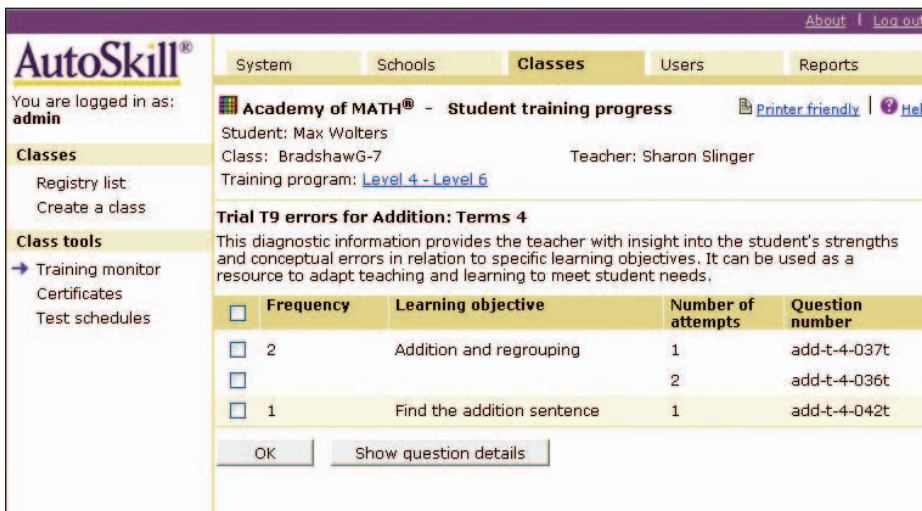 About | Log out
AutoSkill®
System Schools Classes Users Reports
You are logged in as:
admin
Academy of MATH® - Student training progress
Printer friendly |
Student: Max Wolters
Class: BradshawG-7 Teacher: Sharon Slinger
Training program: Level 4 - Level 6
Classes
Registry list
Create a class
Class tools
Training monitor
Certificates
Test schedules
Trial T9 errors for Addition: Terms 4
This diagnostic information provides the teacher with insight into the student's strengths
and conceptual errors in relation to specific learning objectives. It can be used as a
resource to adapt teaching and learning to meet student needs.
Frequency Learning objective Number of attempts Question number
2 Addition and regrouping 1 add-t-4-037t
2 add-t-4-036t
1 Find the addition sentence 1 add-t-4-042t
OK Show question details